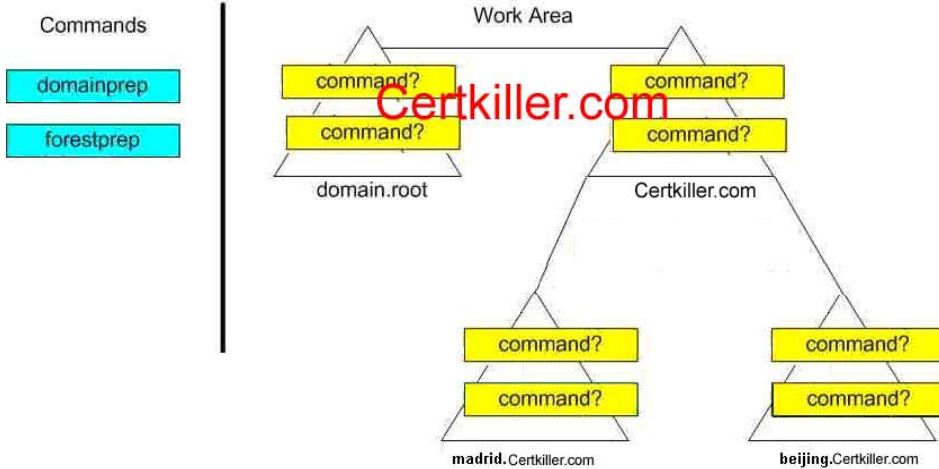 Commands
domainprep
forestprep
Work Area
command?
command?
command?
command?
Certkiller.com
domain.root
Certkiller.com
command?
command?
command?
command?
madrid.Certkiller.com
beijing.Certkiller.com